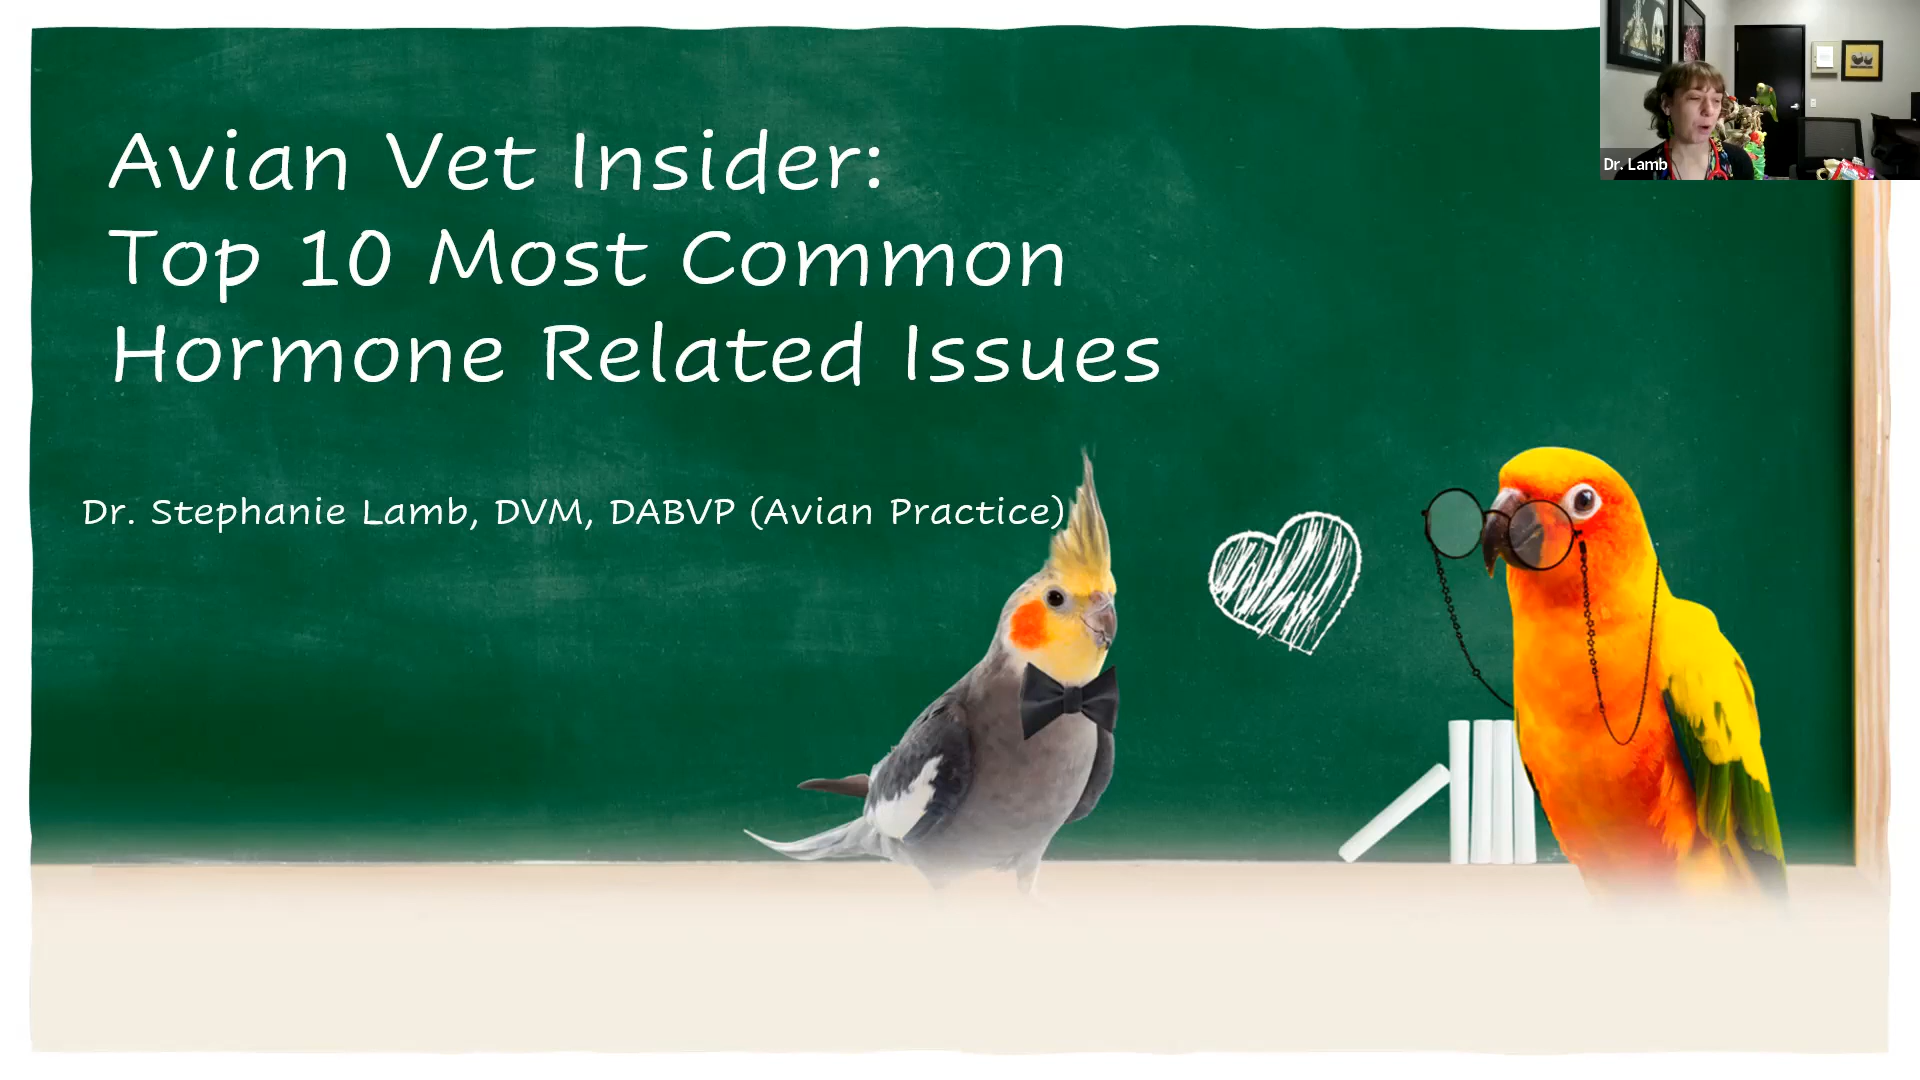 Avian Vet Insider:
Top 10 Most Common
Hormone Related Issues
Dr. Stephanie Lamb, DVM, DABVP (Avian Practice)
Dr. Lamb